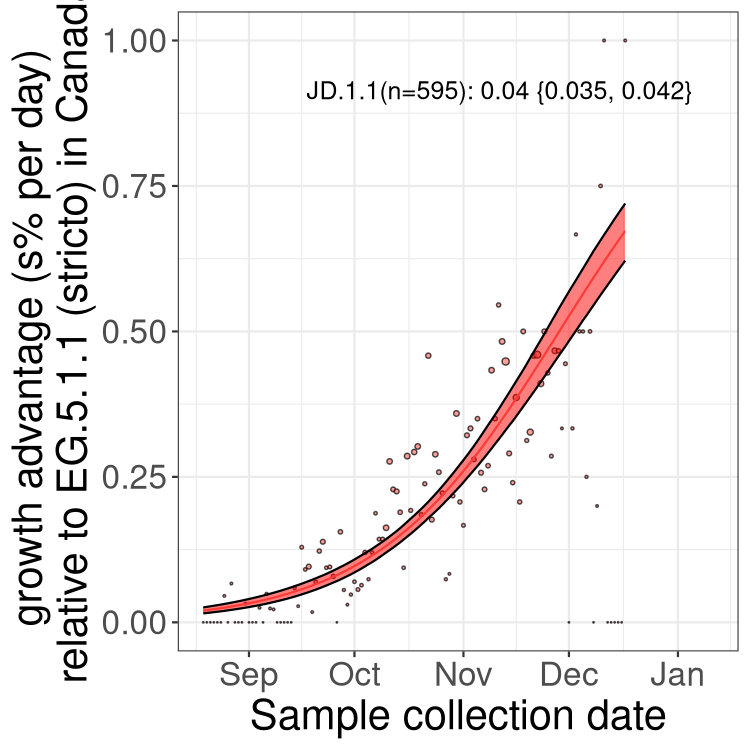 growth advantage (s% per day)
relative to EG.5.1.1 (stricto) in Canada
1.00
0.75
0.50
0.25
0.00
JD.1.1(n=595): 0.04 {0.035, 0.042}
Sep Oct Nov Dec Jan
Sample collection date